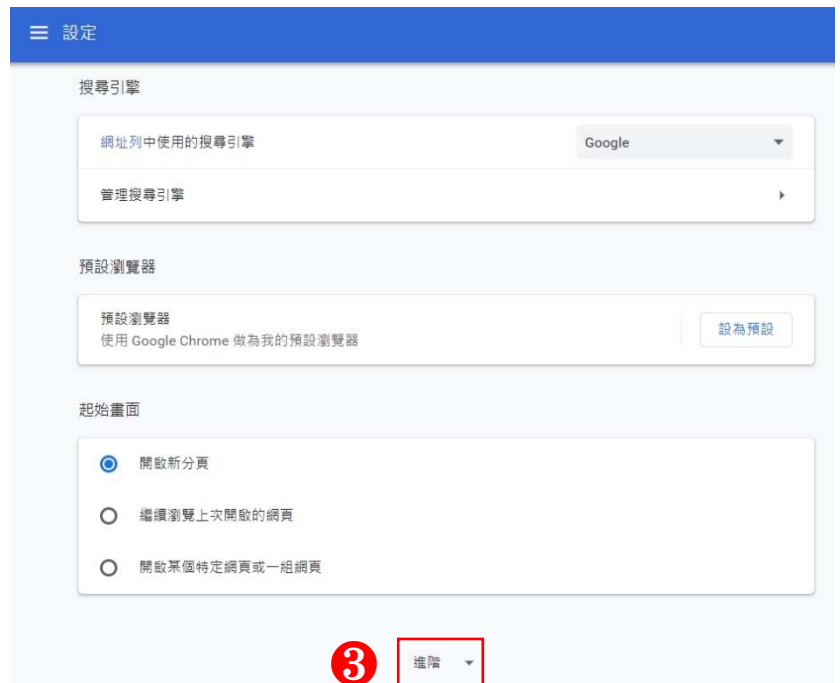 設定
搜尋引擎
網址列中使用的搜尋引擎 Google
管理搜尋引擎
預設瀏覽器
預設瀏覽器
使用 Google Chrome 做為我的預設瀏覽器
設為預設
起始畫面
開啟新分頁
繼續瀏覽上次開啟的網頁
開啟某個特定網頁或一組網頁
3 進階